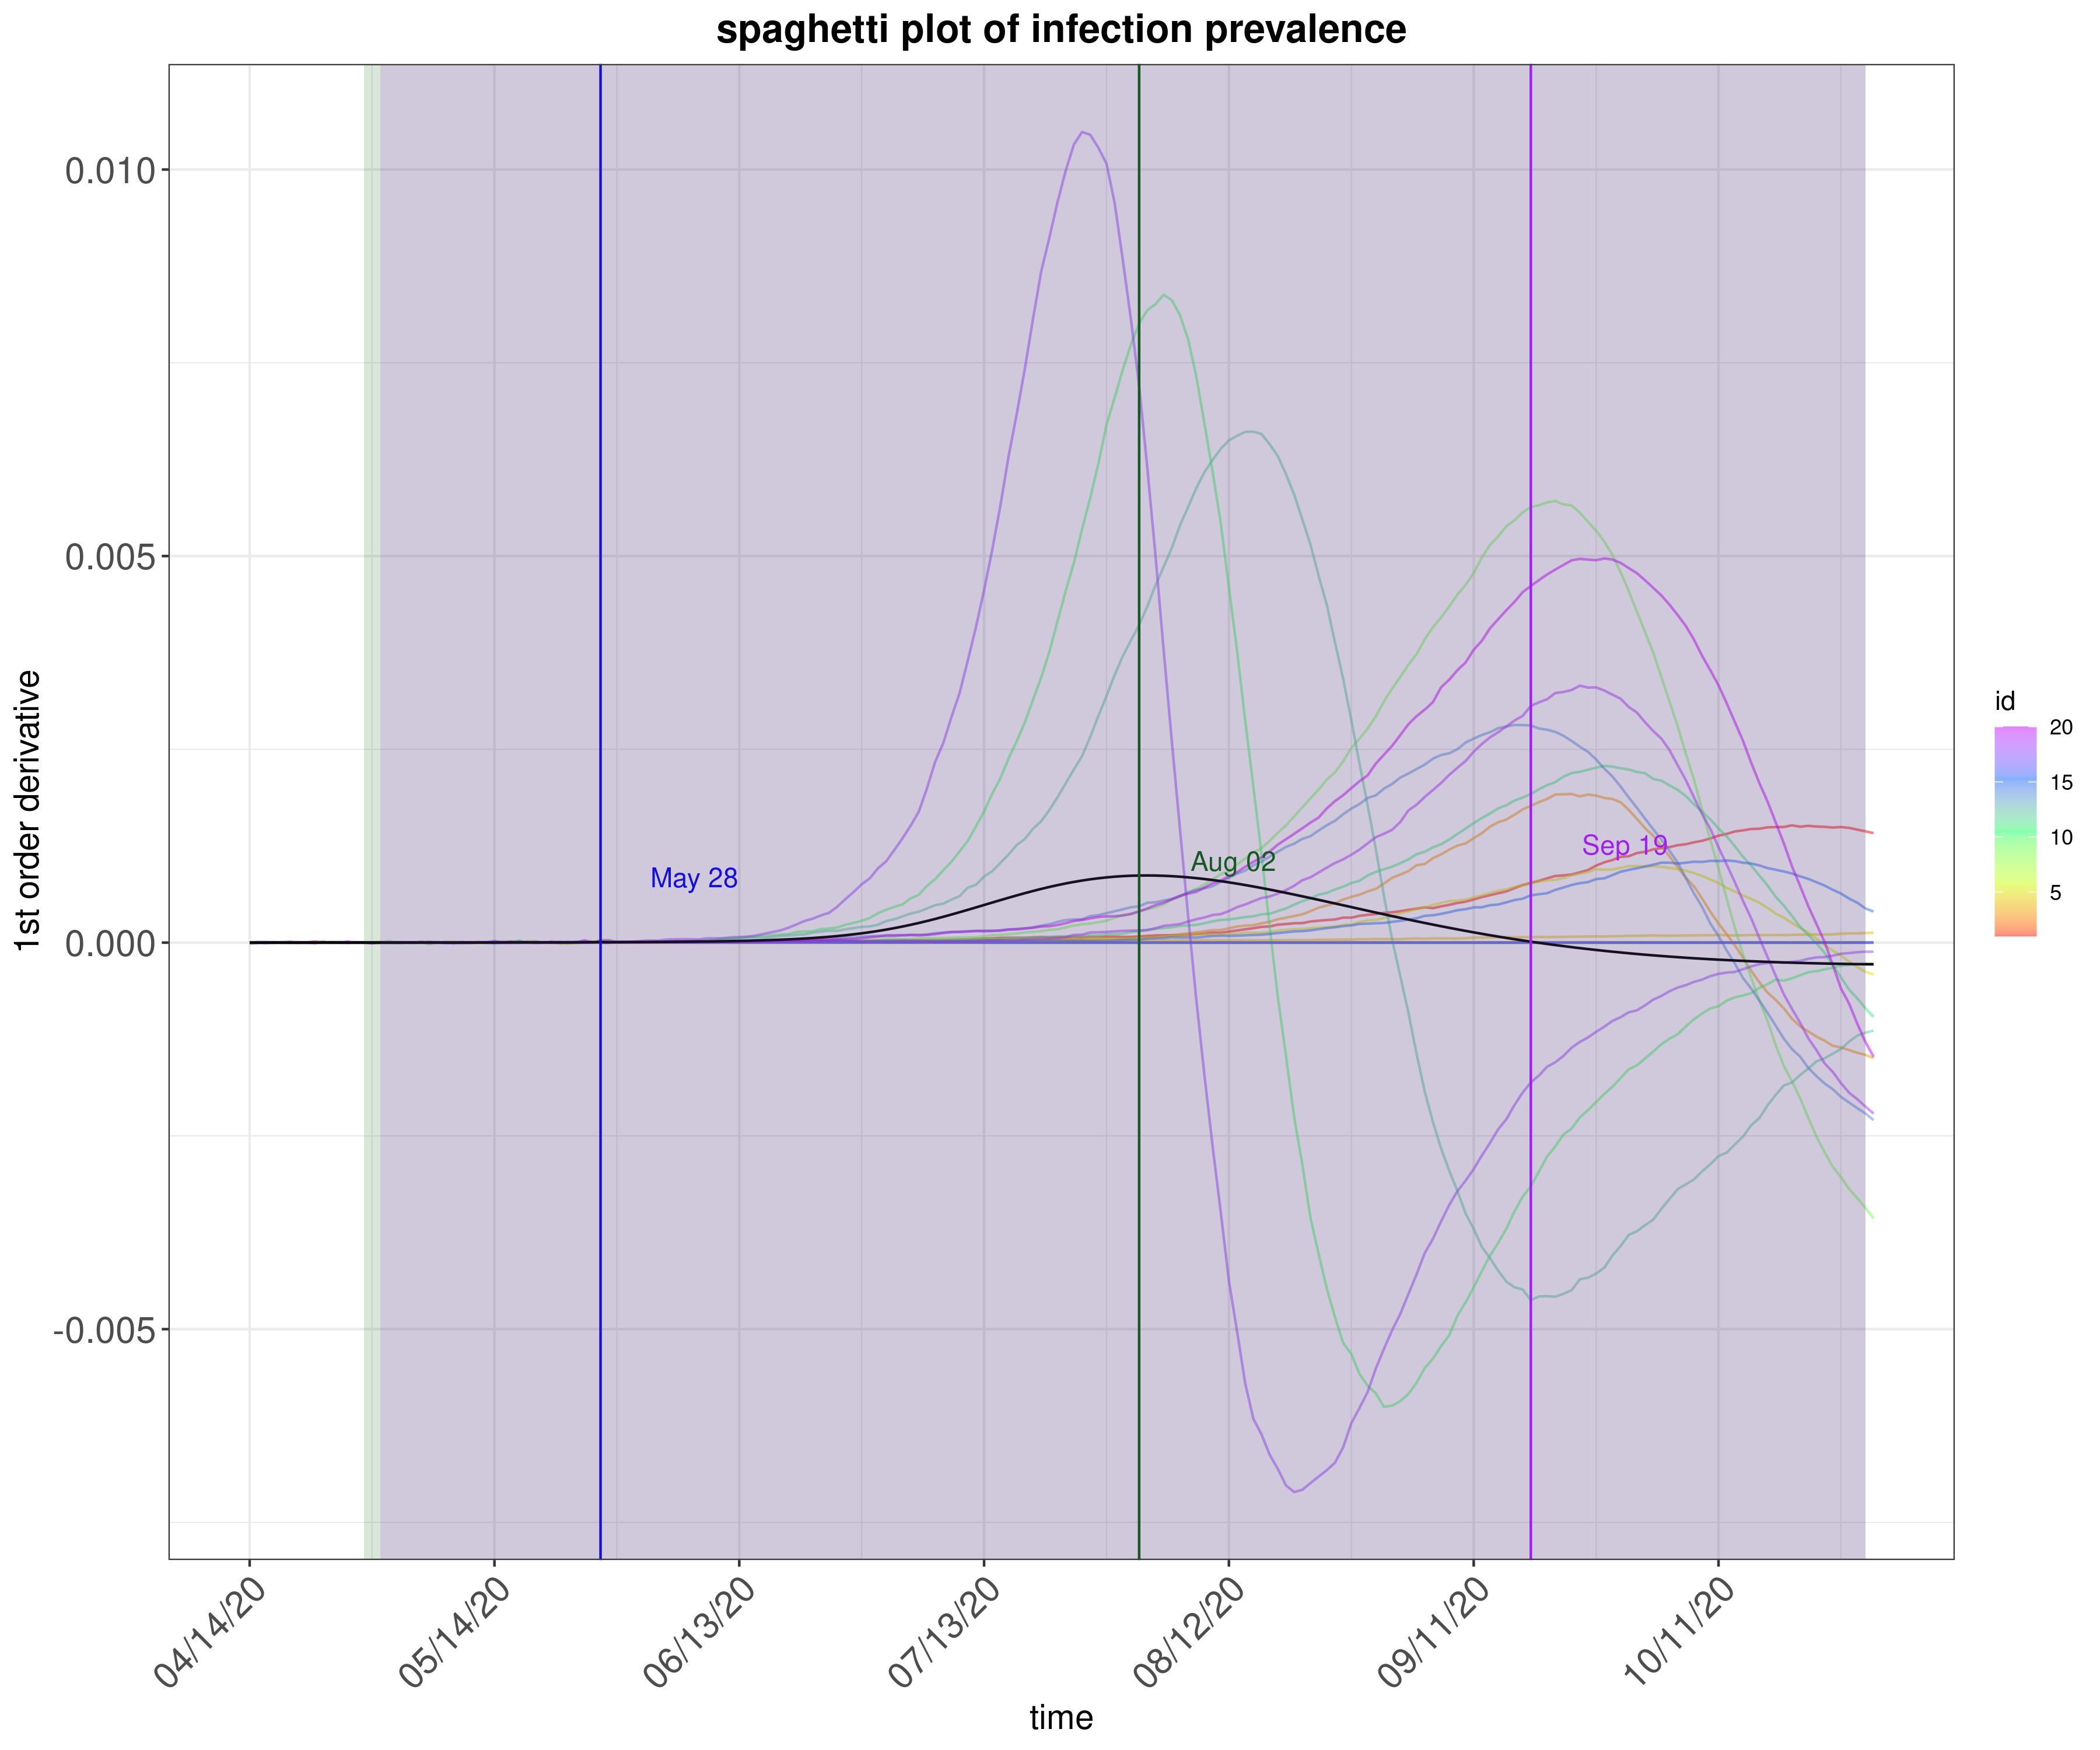 spaghetti plot of infection prevalence
0.010
0.005
0.000
-0.005
1st order derivative
May 28
Aug 02
Sep 19
id
20
15
10
5
04/14/20
05/14/20
06/13/20
07/13/20
08/12/20
09/11/20
10/11/20
time